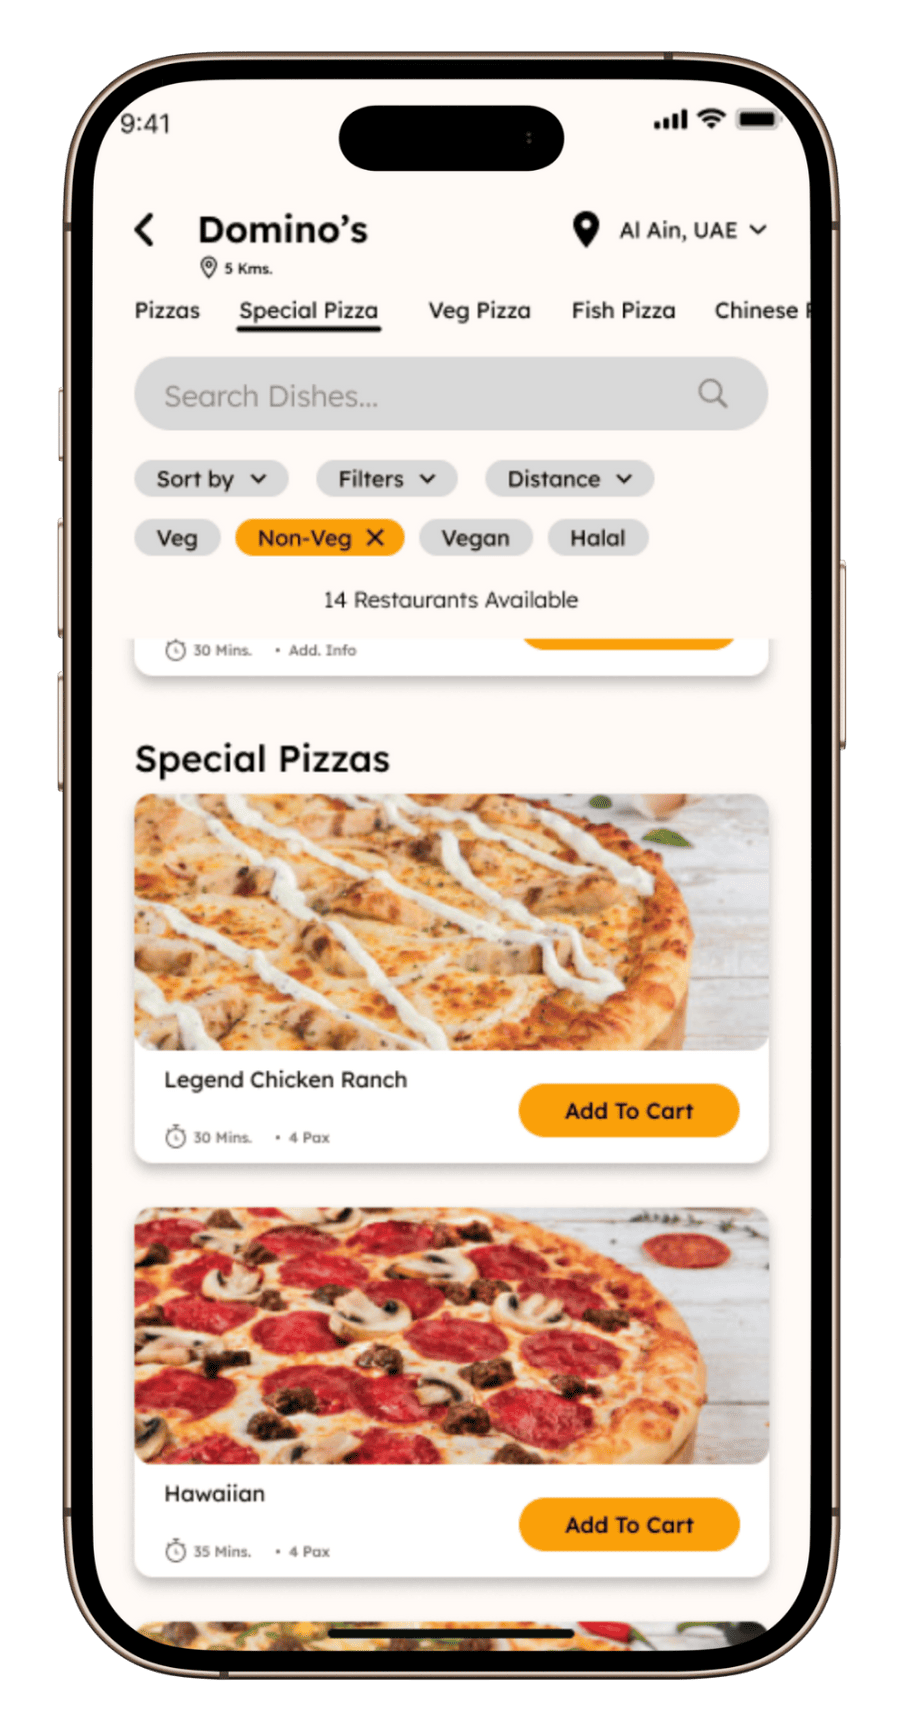 9:41
Domino's
Al Ain, UAE
5 Kms.
Pizzas Special Pizza Veg Pizza Fish Pizza Chinese
Search Dishes...
Sort by Filters Distance
Veg Non-Veg Vegan Halal
14 Restaurants Available
30 Mins. • Add. Info
Special Pizzas
Legend Chicken Ranch
Add To Cart
30 Mins. • 4 Pax
Hawaiian
Add To Cart
35 Mins. • 4 Pax